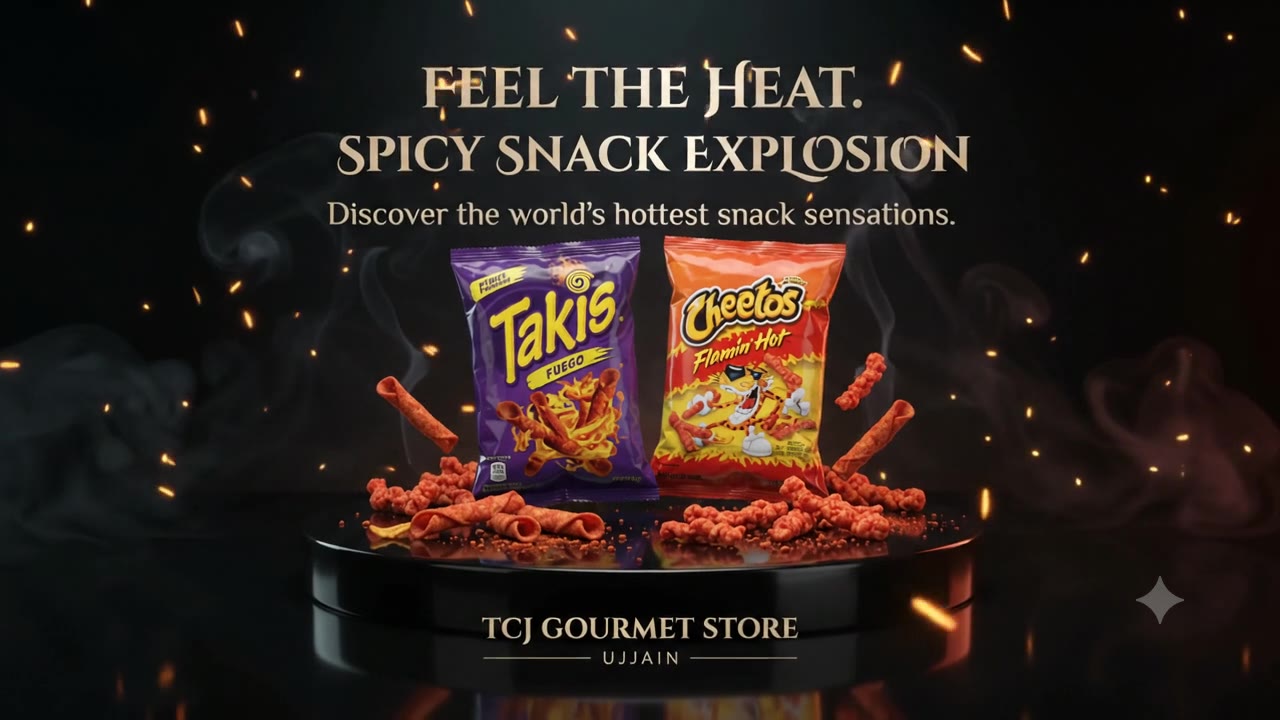 FEEL THE HEAT.
SPICY SNACK EXPLOSION
Discover the world's hottest snack sensations.
Takis
FUEGO
Cheetos
Flamin' Hot
TCJ GOURMET STORE
UJJAIN